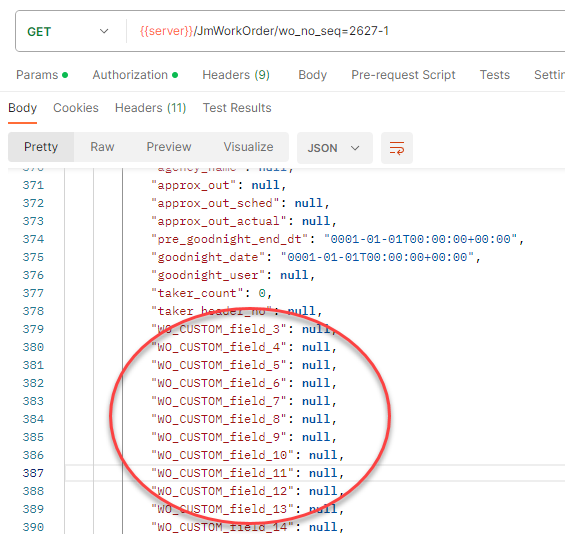 GET {{server}}/JmWorkOrder/wo_no_seq=2627-1
Params Authorization Headers (9) Body Pre-request Script Tests
Body Cookies Headers (11) Test Results
Pretty Raw Preview Visualize JSON
370 "agency_name": null,
371 "approx_out": null,
372 "approx_out_sched": null,
373 "approx_out_actual": null,
374 "pre_goodnight_end_dt": "0001-01-01T00:00:00+00:00",
375 "goodnight_date": "0001-01-01T00:00:00+00:00",
376 "goodnight_user": null,
377 "taker_count": 0,
378 "taker_header_no": null,
379 "WO_CUSTOM_field_3": null,
380 "WO_CUSTOM_field_4": null,
381 "WO_CUSTOM_field_5": null,
382 "WO_CUSTOM_field_6": null,
383 "WO_CUSTOM_field_7": null,
384 "WO_CUSTOM_field_8": null,
385 "WO_CUSTOM_field_9": null,
386 "WO_CUSTOM_field_10": null,
387 "WO_CUSTOM_field_11": null,
388 "WO_CUSTOM_field_12": null,
389 "WO_CUSTOM_field_13": null,
390 "WO_CUSTOM_field_14": null,